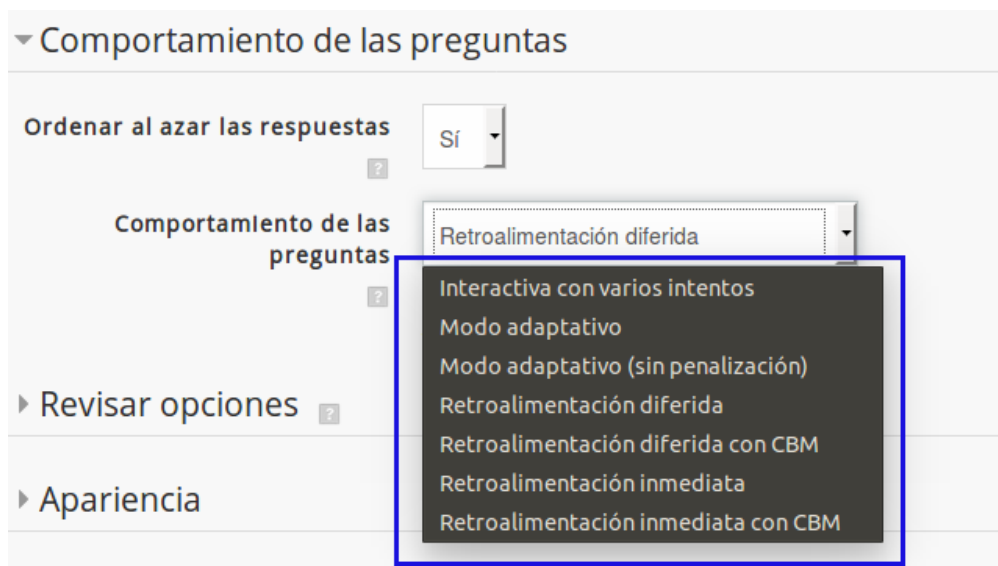 Comportamiento de las preguntas
Ordenar al azar las respuestas
?
Sí
Comportamiento de las
preguntas
?
Retroalimentación diferida
Interactiva con varios intentos
Modo adaptativo
Modo adaptativo (sin penalización)
Retroalimentación diferida
Retroalimentación diferida con CBM
Retroalimentación inmediata
Retroalimentación inmediata con CBM
Revisar opciones ?
Apariencia